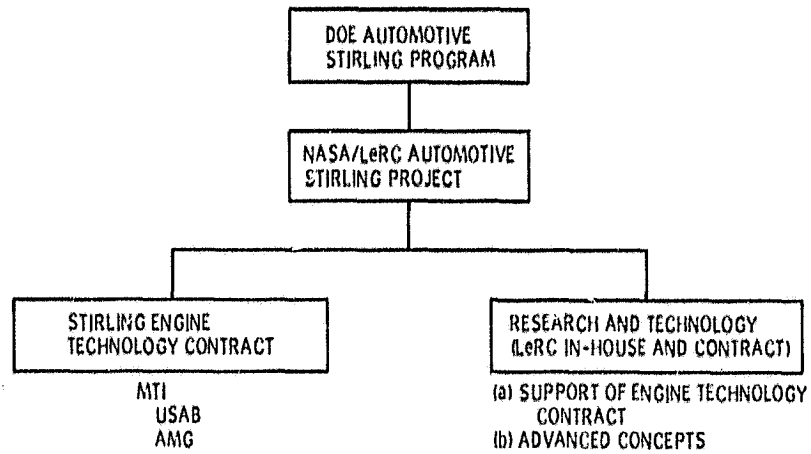 DOE AUTOMOTIVE
STIRLING PROGRAM
NASA/LeRC AUTOMOTIVE
STIRLING PROJECT
STIRLING ENGINE
TECHNOLOGY CONTRACT
MTI
USAB
AMG
RESEARCH AND TECHNOLOGY
(LeRC IN-HOUSE AND CONTRACT)
(a) SUPPORT OF ENGINE TECHNOLOGY
CONTRACT
(b) ADVANCED CONCEPTS